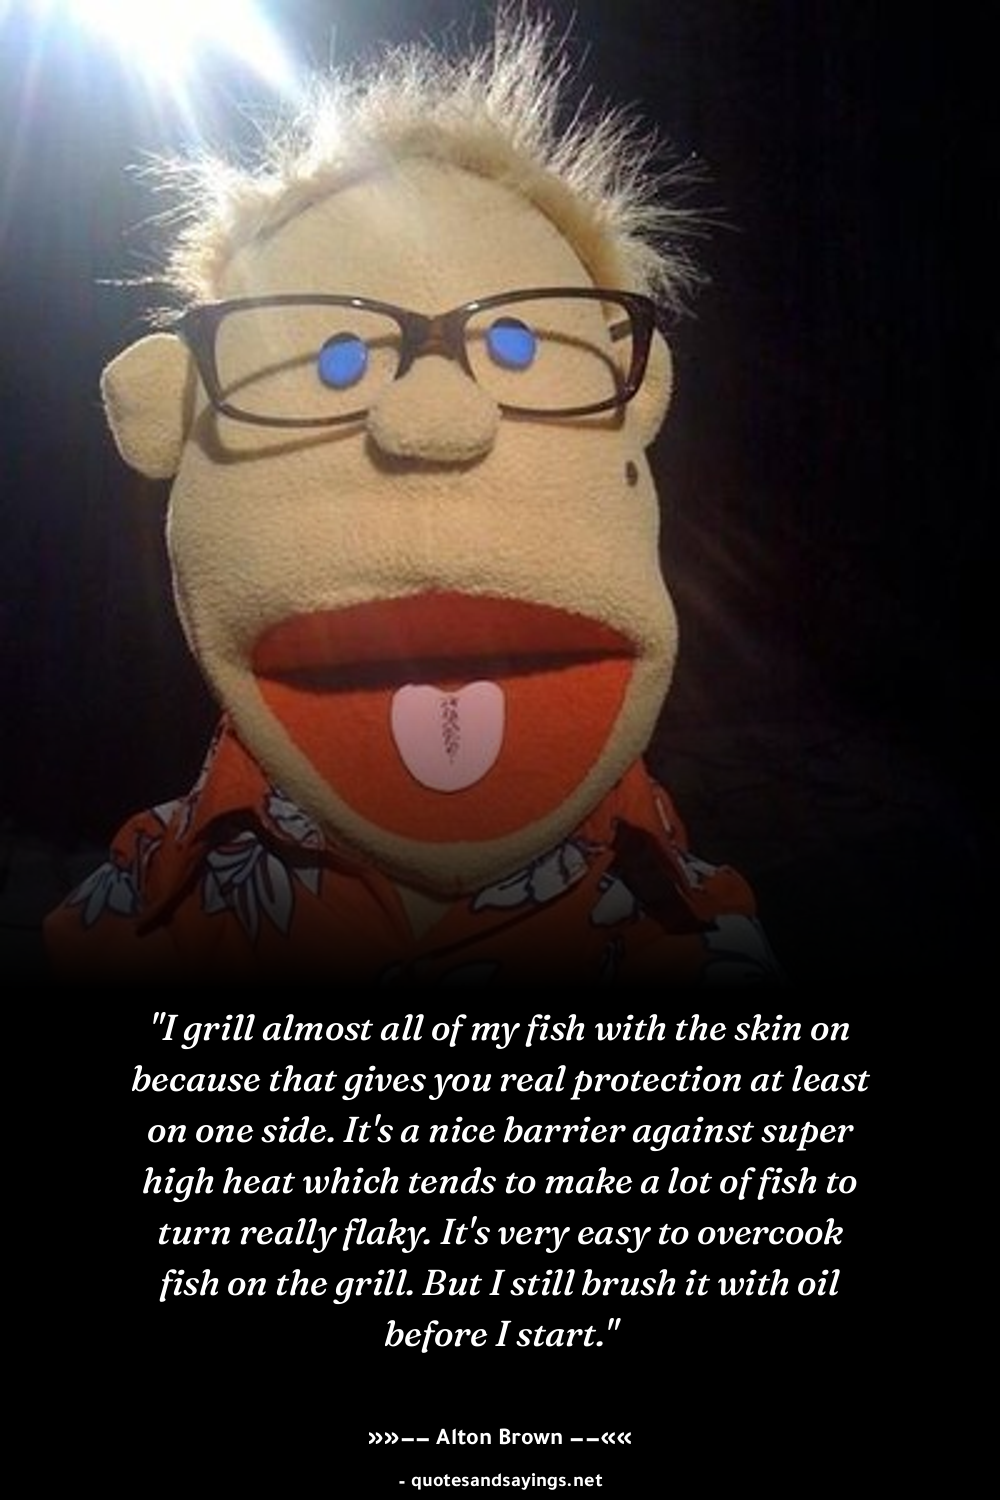 "I grill almost all of my fish with the skin on
because that gives you real protection at least
on one side. It's a nice barrier against super
high heat which tends to make a lot of fish to
turn really flaky. It's very easy to overcook
fish on the grill. But I still brush it with oil
before I start."
»»–– Alton Brown ––««
- quotesandsayings.net